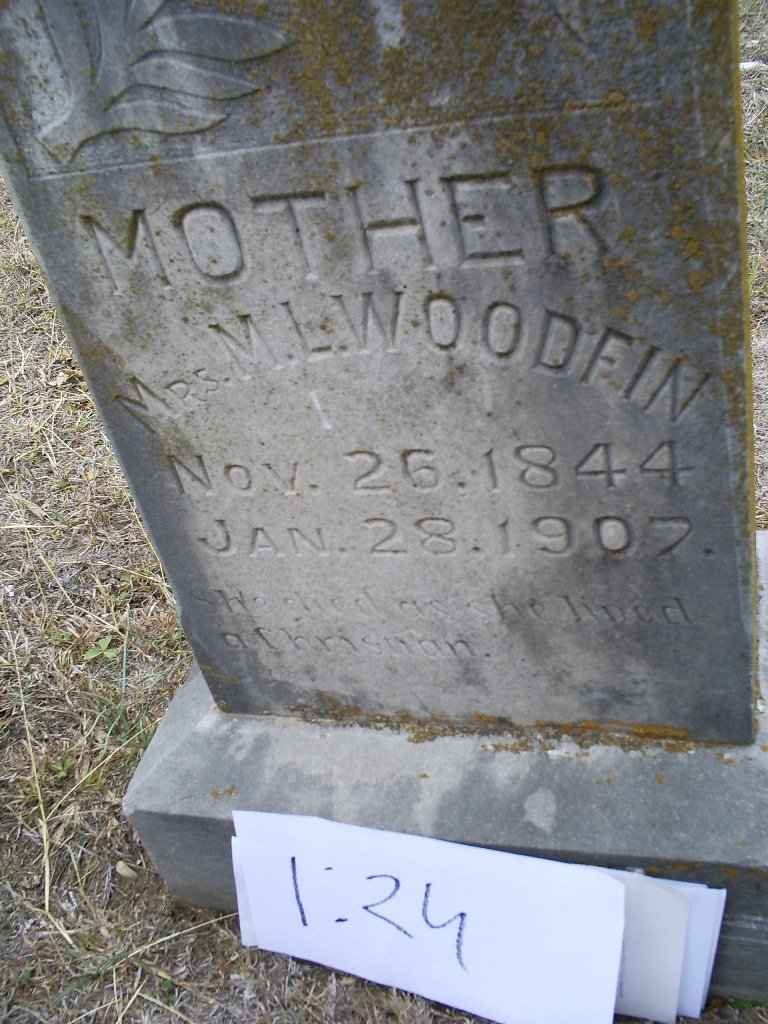 MOTHER
MRS. M.L. WOODFIN
NOV. 26. 1844
JAN. 28. 1907.
She died as she lived-
a Christian.
1:24